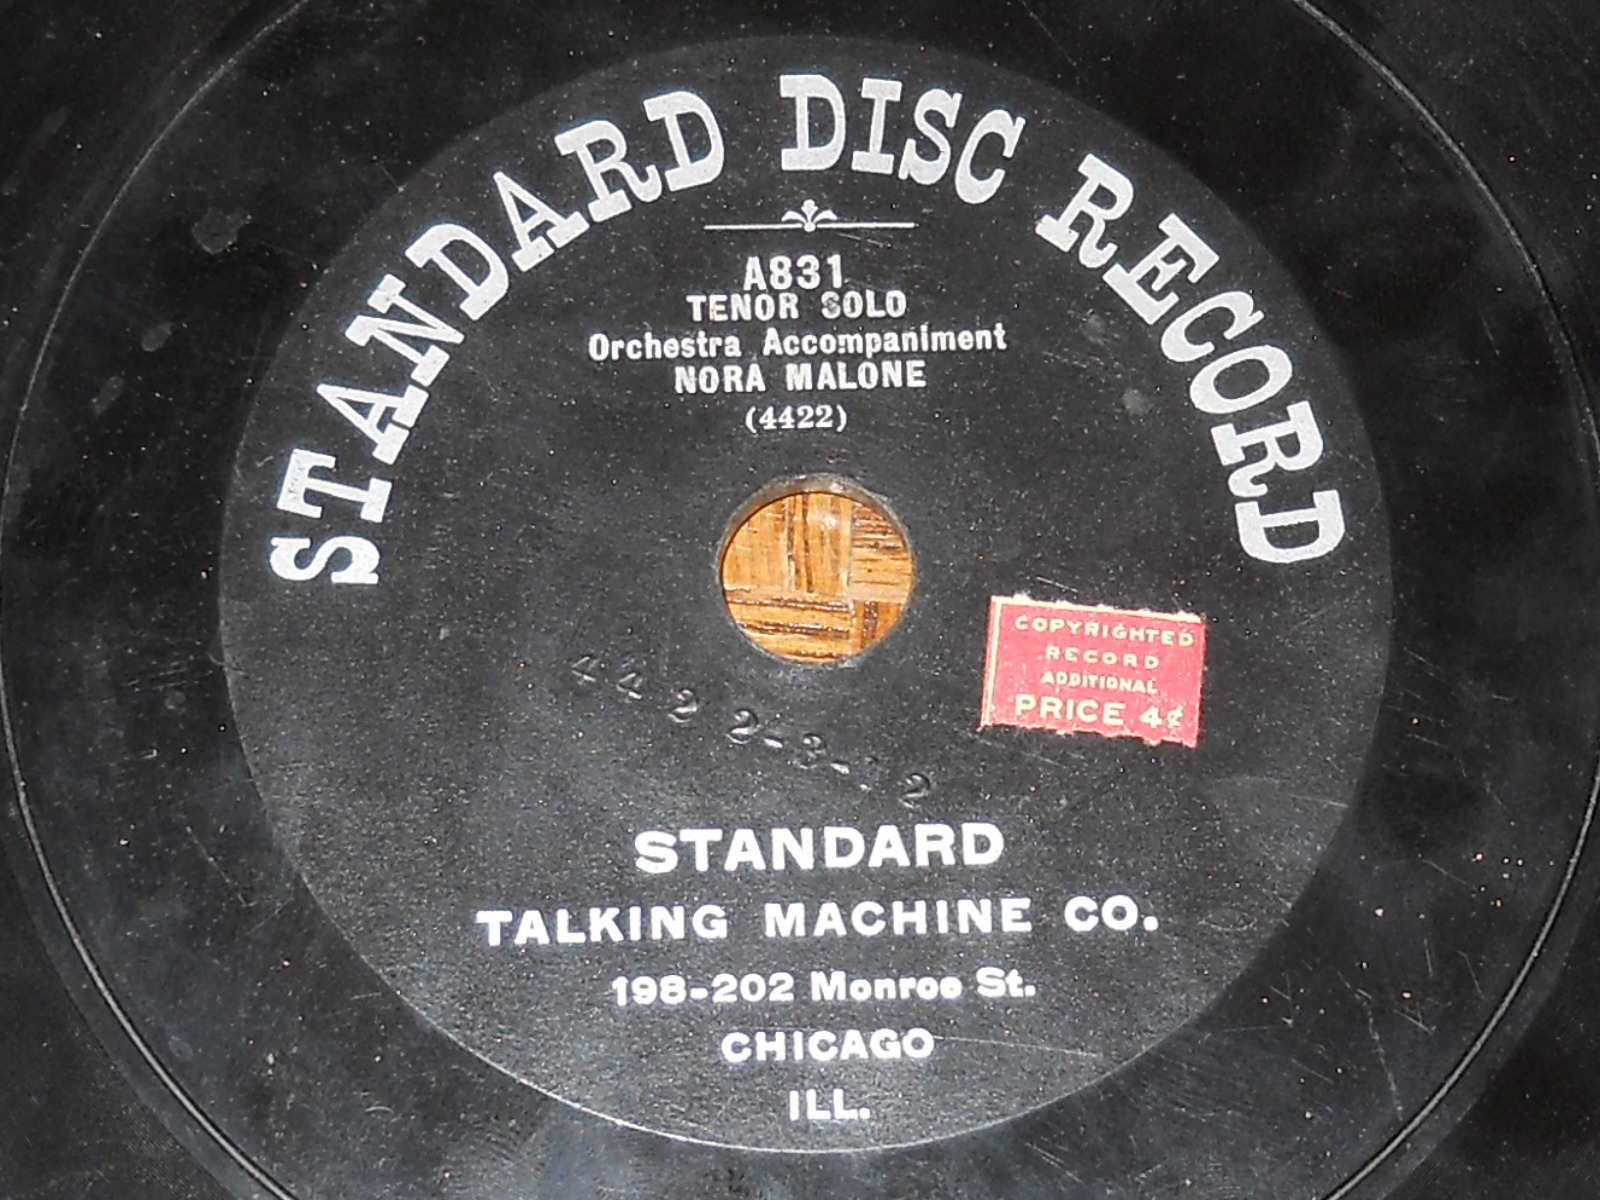 STANDARD DISC RECORD
A831
TENOR SOLO
Orchestra Accompaniment
NORA MALONE
(4422)
COPYRIGHTED
RECORD
ADDITIONAL
PRICE 4¢
STANDARD
TALKING MACHINE CO.
198-202 Monroe St.
CHICAGO
ILL.